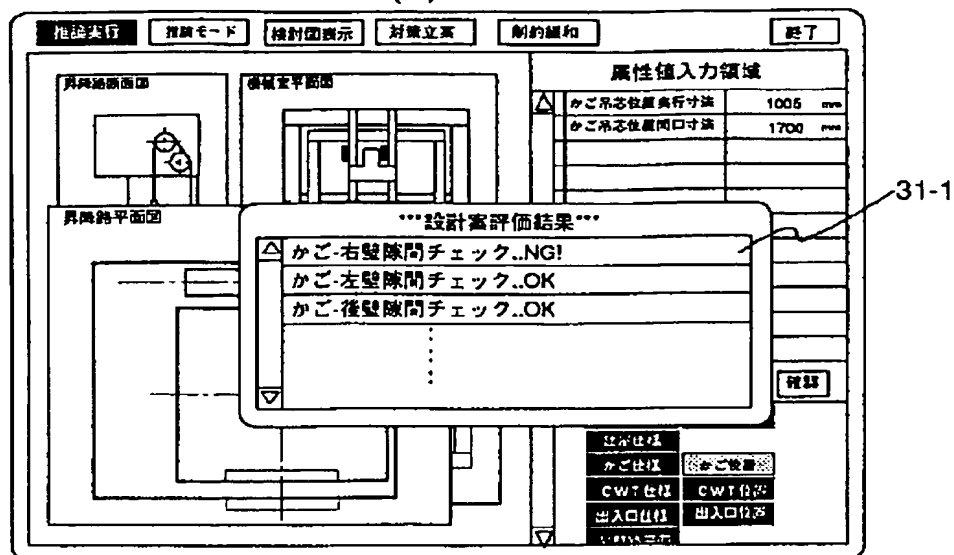 推論実行 推論モード 検討図表示 対策立案 制約緩和 終了
昇降路断面図
機械室平面図
属性値入力領域
かご吊芯位置奥行寸法 1005 mm
かご吊芯位置間口寸法 1700 mm
31-1
昇降路平面図
***設計案評価結果***
かご-右壁隙間チェック..NG!
かご-左壁隙間チェック..OK
かご-後壁隙間チェック..OK
確認
かご仕様 かご位置
CWT仕様 CWT位置
出入口仕様 出入口位置